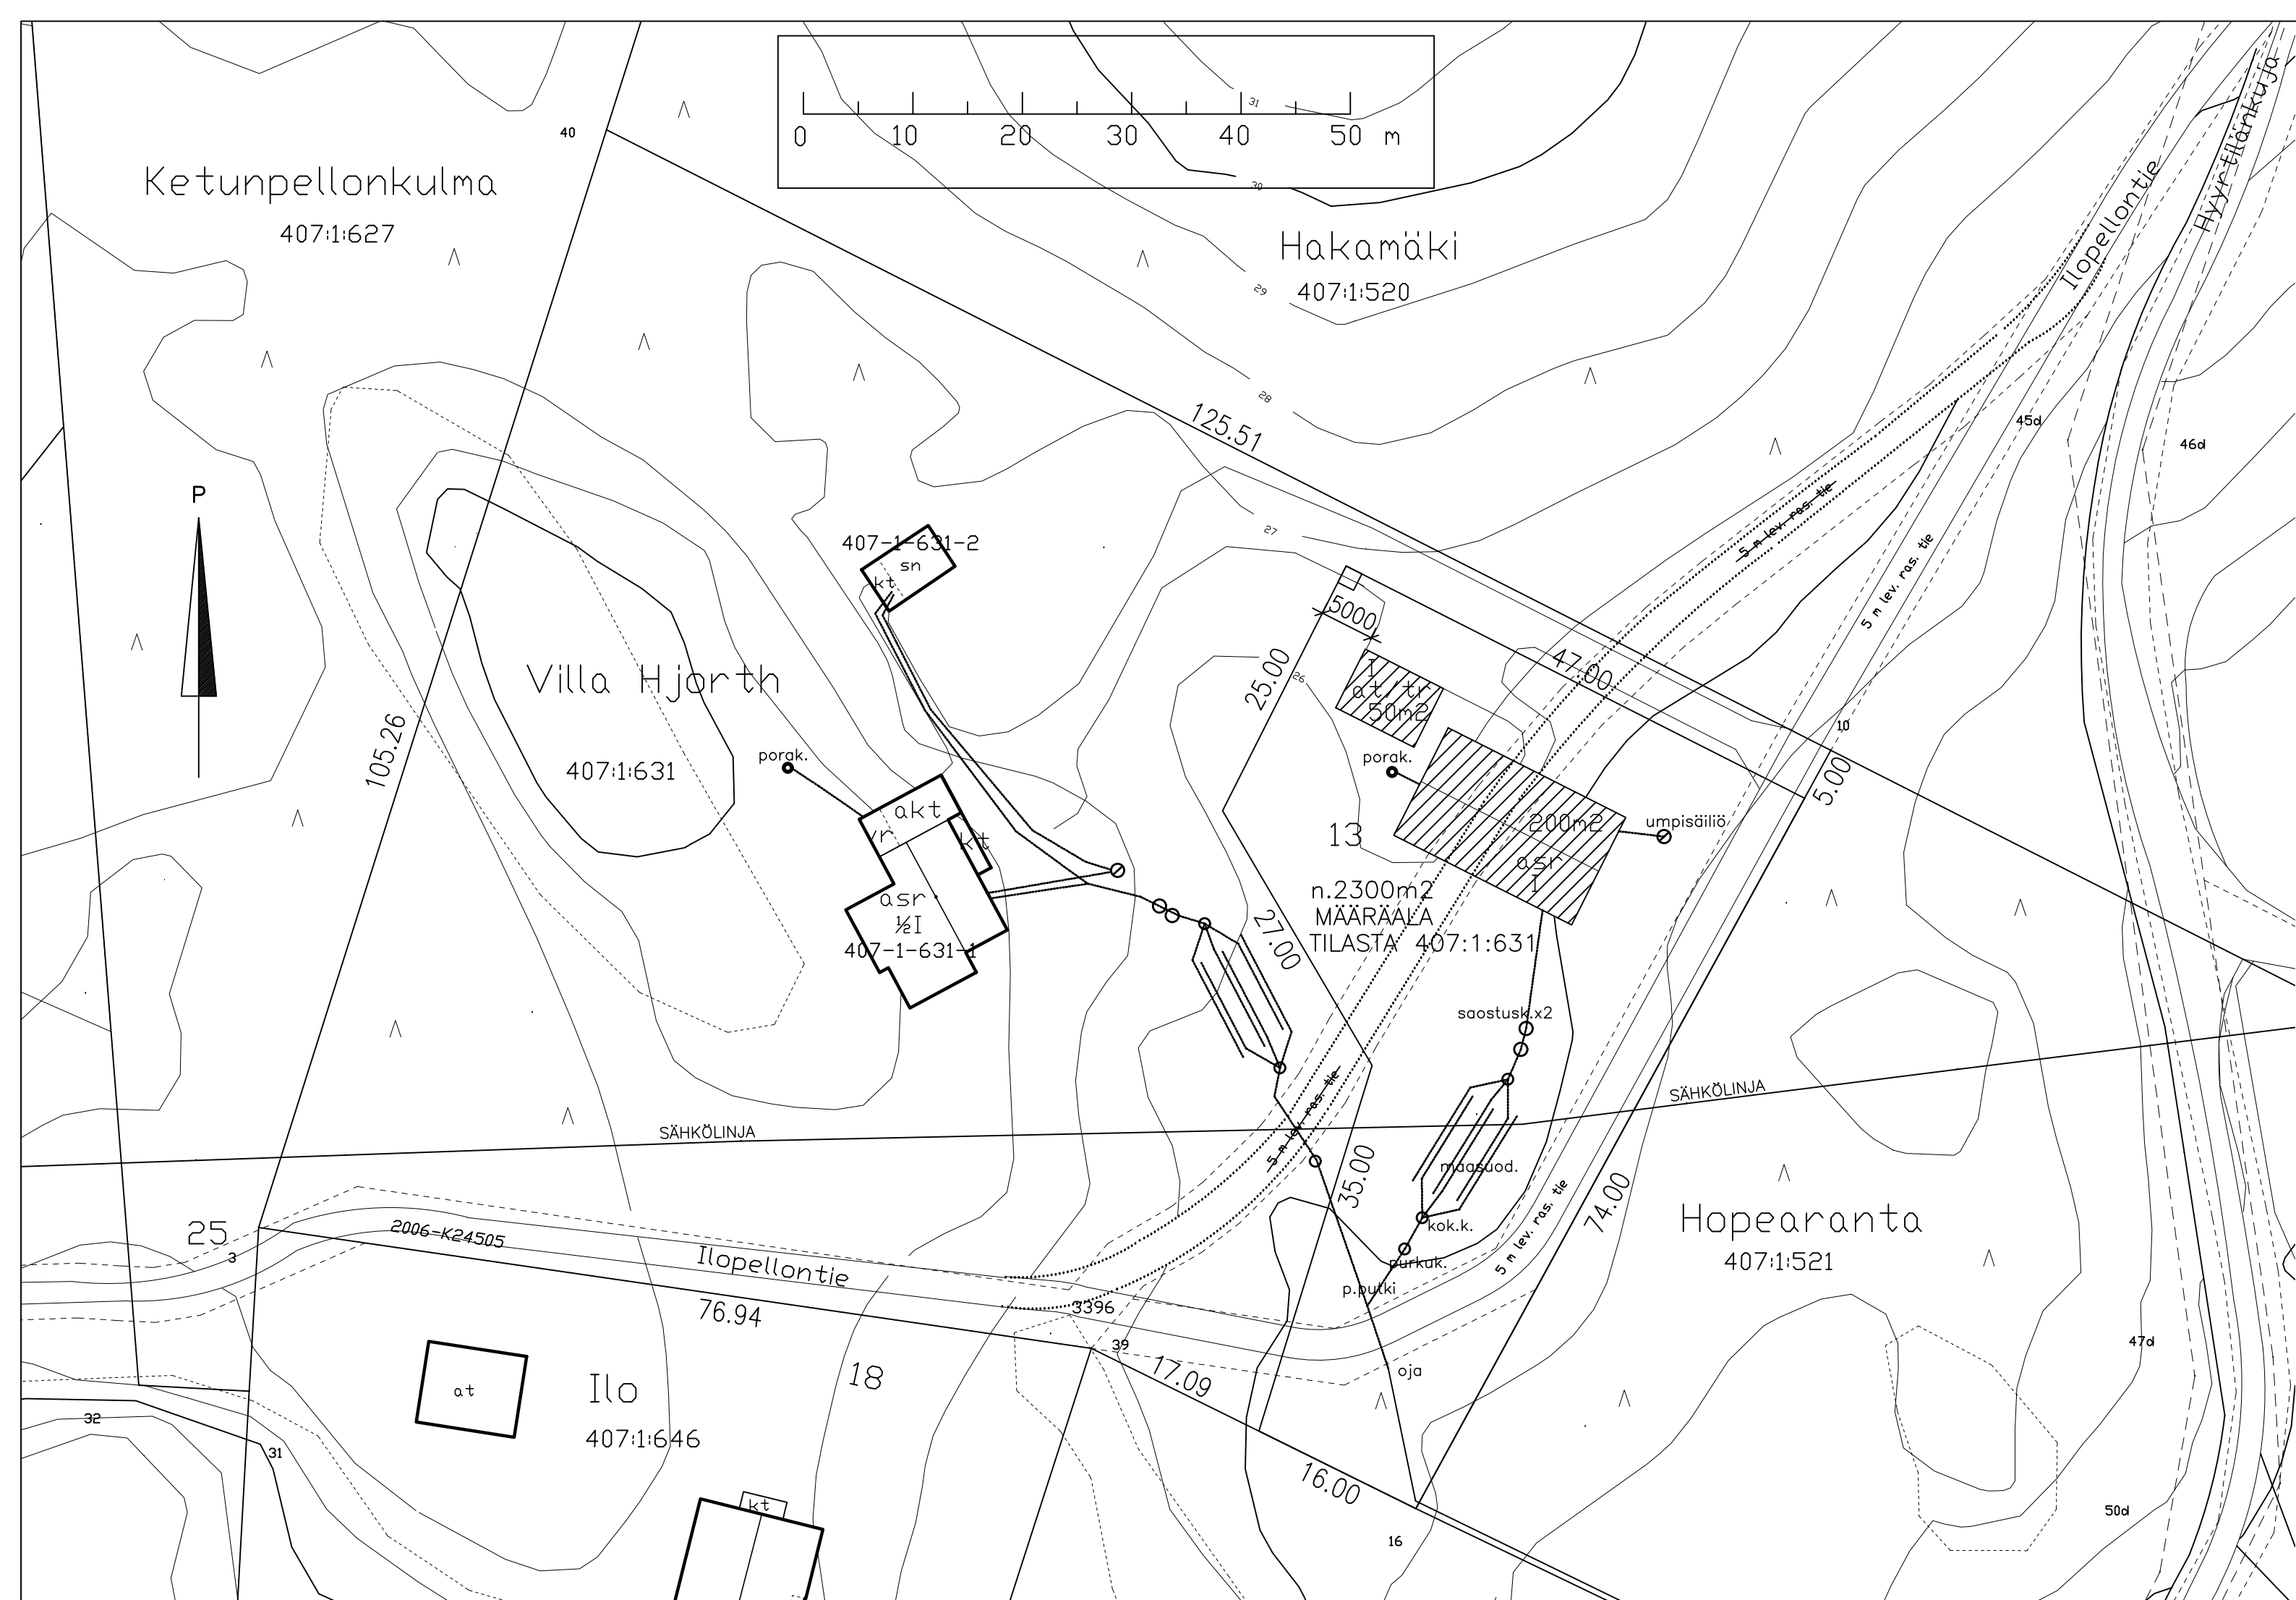 0 10 20 30 40 50 m
31
30
40
Ketunpellonkulma
407:1:627
Hakamäki
407:1:520
29
28
27
26
Ilopellontie
Hyyrtilänkuja
45d
46d
125.51
P
5 m lev. ras. tie
5 m lev. ras. tie
407-1-631-2
sn
kt
5000
47.00
25.00
I
at/tr
50m2
Villa Hjorth
407:1:631
105.26
porak.
porak.
10
5.00
akt
vr
kt
asr
½I
407-1-631-1
13
200m2
asr
I
umpisäiliö
n.2300m2
MÄÄRÄALA
TILASTA 407:1:631
27.00
saostusk.x2
SÄHKÖLINJA
SÄHKÖLINJA
5 m lev. ras. tie
35.00
maasuod.
kok.k.
purkuk.
p.putki
5 m lev. ras. tie
74.00
Hopearanta
407:1:521
25
3
2006-K24505
Ilopellontie
76.94
3396
39
17.09
oja
47d
at
Ilo
407:1:646
18
32
31
kt
16.00
16
50d